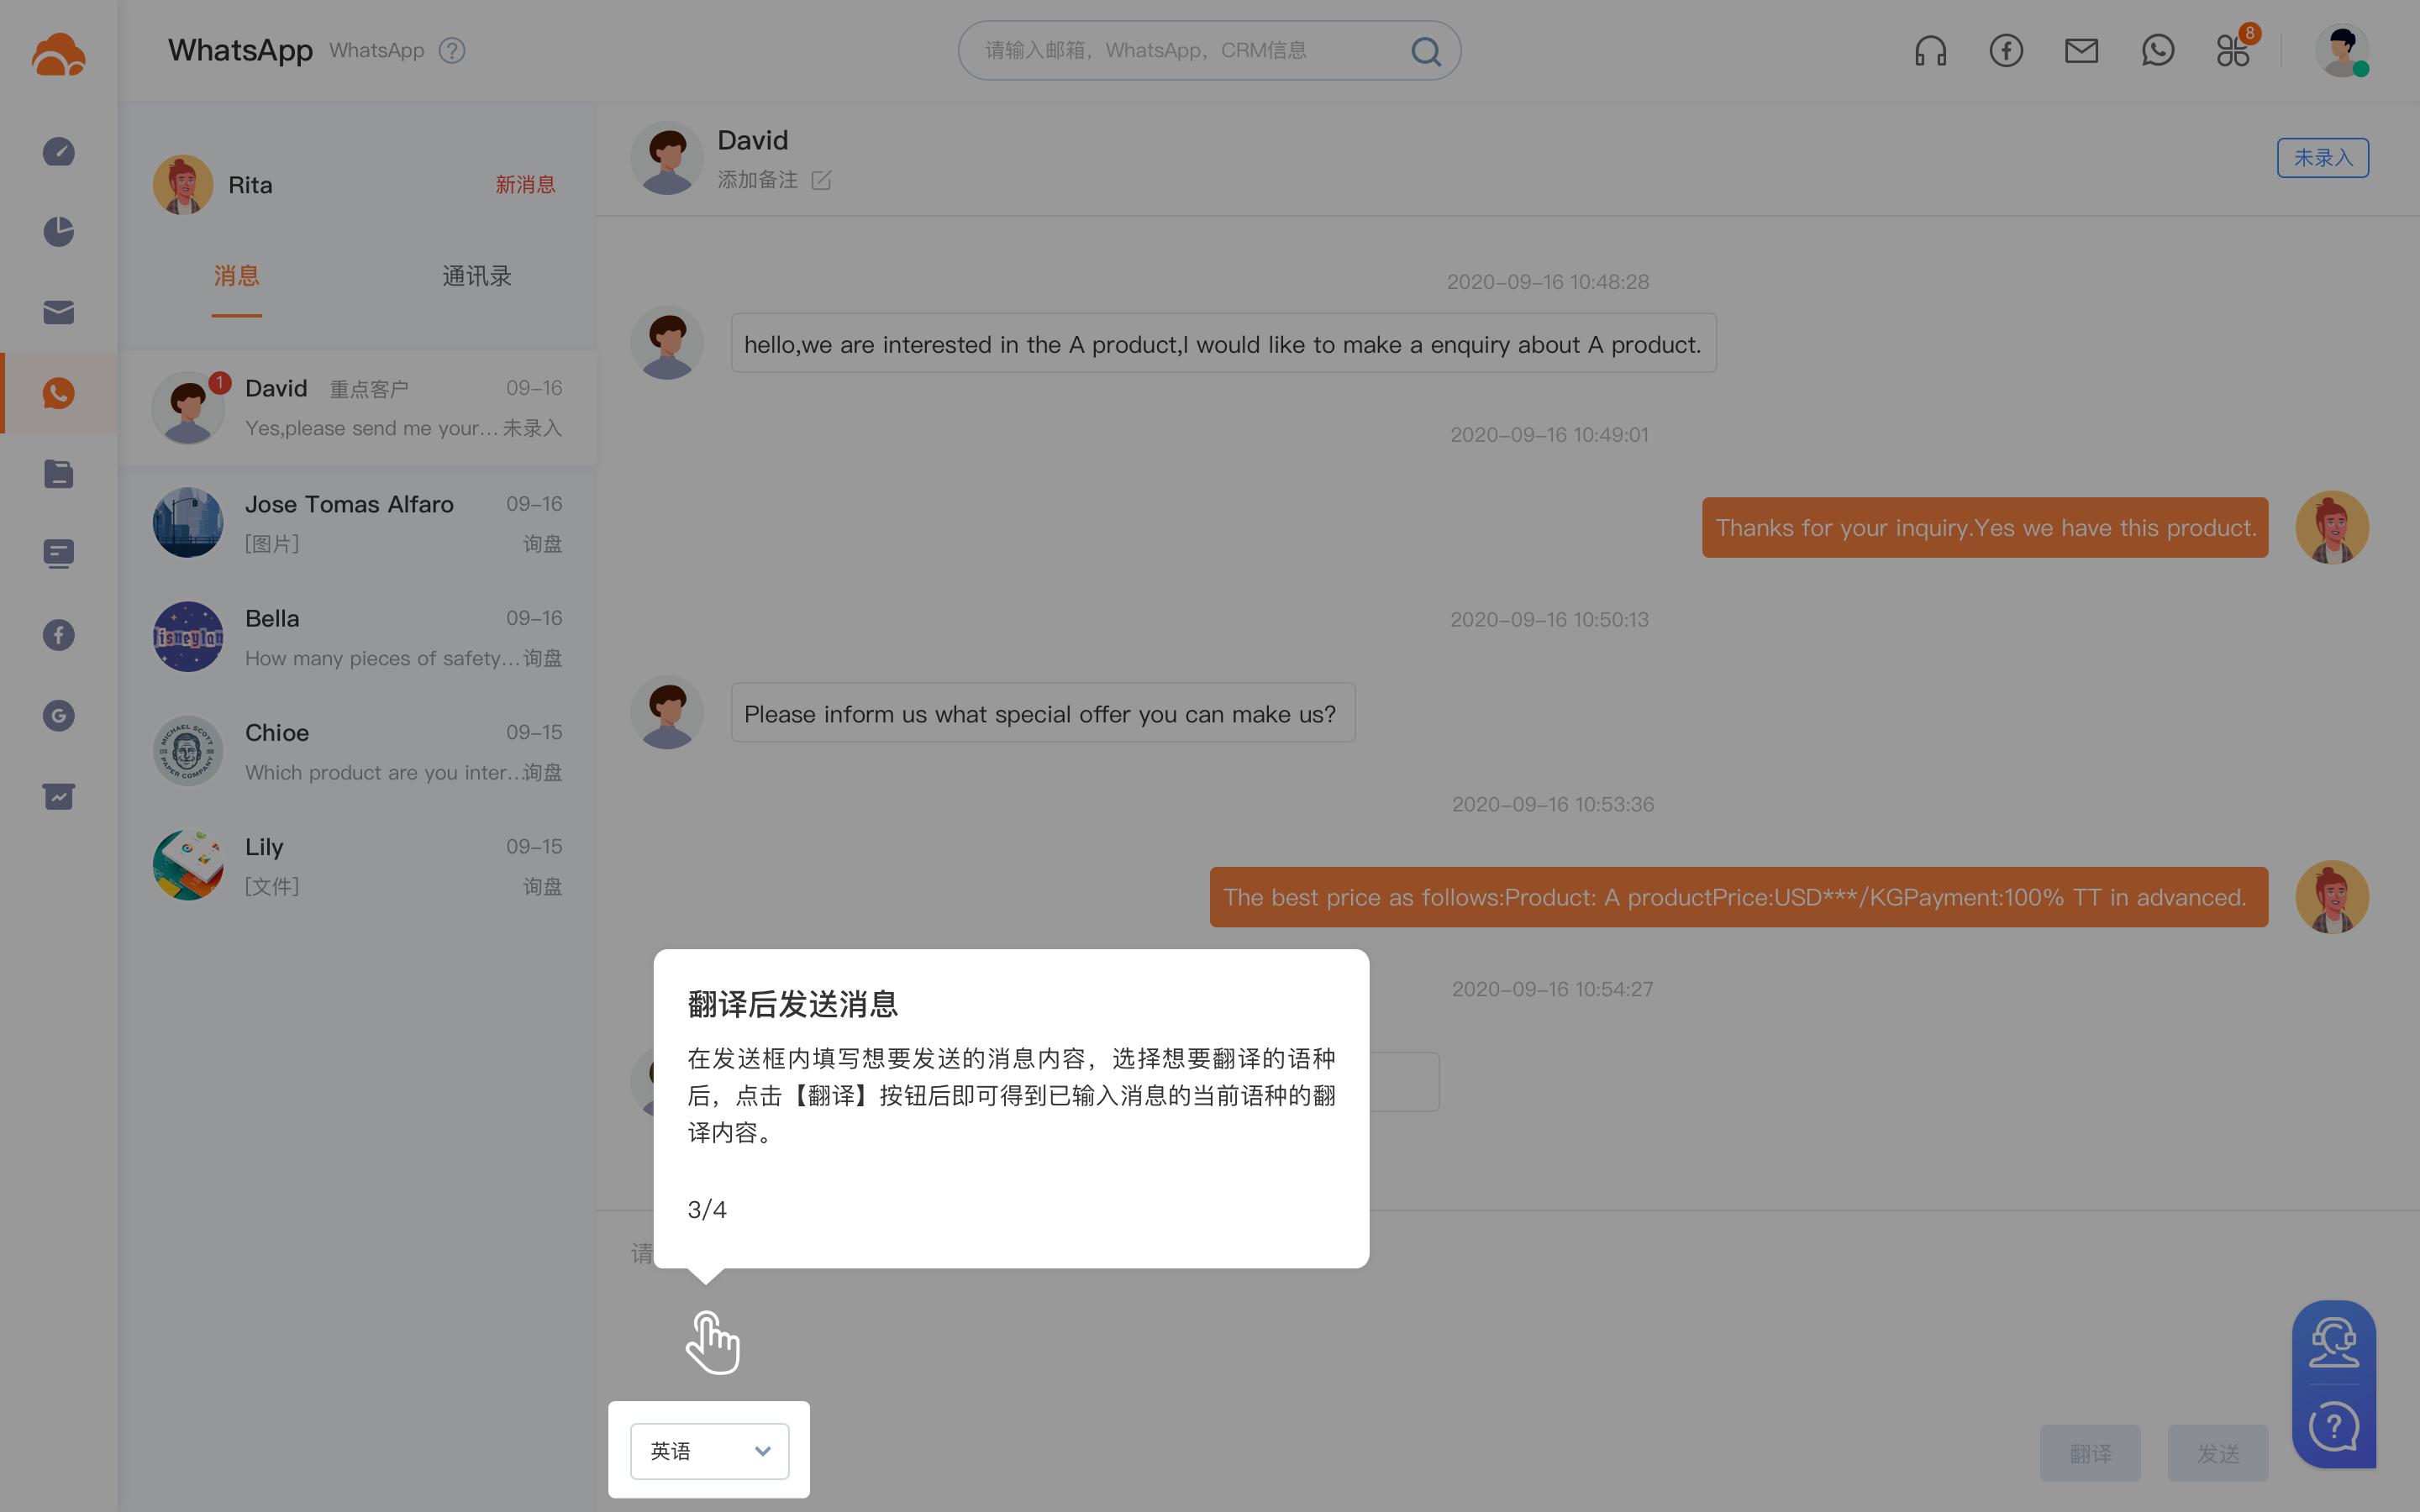 WhatsApp WhatsApp ?
请输入邮箱，WhatsApp，CRM信息
8
Rita 新消息
消息 通讯录
1
David 重点客户 09-16
Yes,please send me your... 未录入
Jose Tomas Alfaro 09-16
[图片] 询盘
Bella 09-16
How many pieces of safety... 询盘
Chioe 09-15
Which product are you inter... 询盘
MICHAEL SCOTT
PAPER COMPANY
Lily 09-15
[文件] 询盘
David
添加备注
未录入
2020-09-16 10:48:28
hello,we are interested in the A product,I would like to make a enquiry about A product.
2020-09-16 10:49:01
Thanks for your inquiry.Yes we have this product.
2020-09-16 10:50:13
Please inform us what special offer you can make us?
2020-09-16 10:53:36
The best price as follows:Product: A productPrice:USD***/KGPayment:100% TT in advanced.
2020-09-16 10:54:27
翻译后发送消息
在发送框内填写想要发送的消息内容，选择想要翻译的语种
后，点击【翻译】按钮后即可得到已输入消息的当前语种的翻
译内容。
3/4
请
英语
翻译 发送